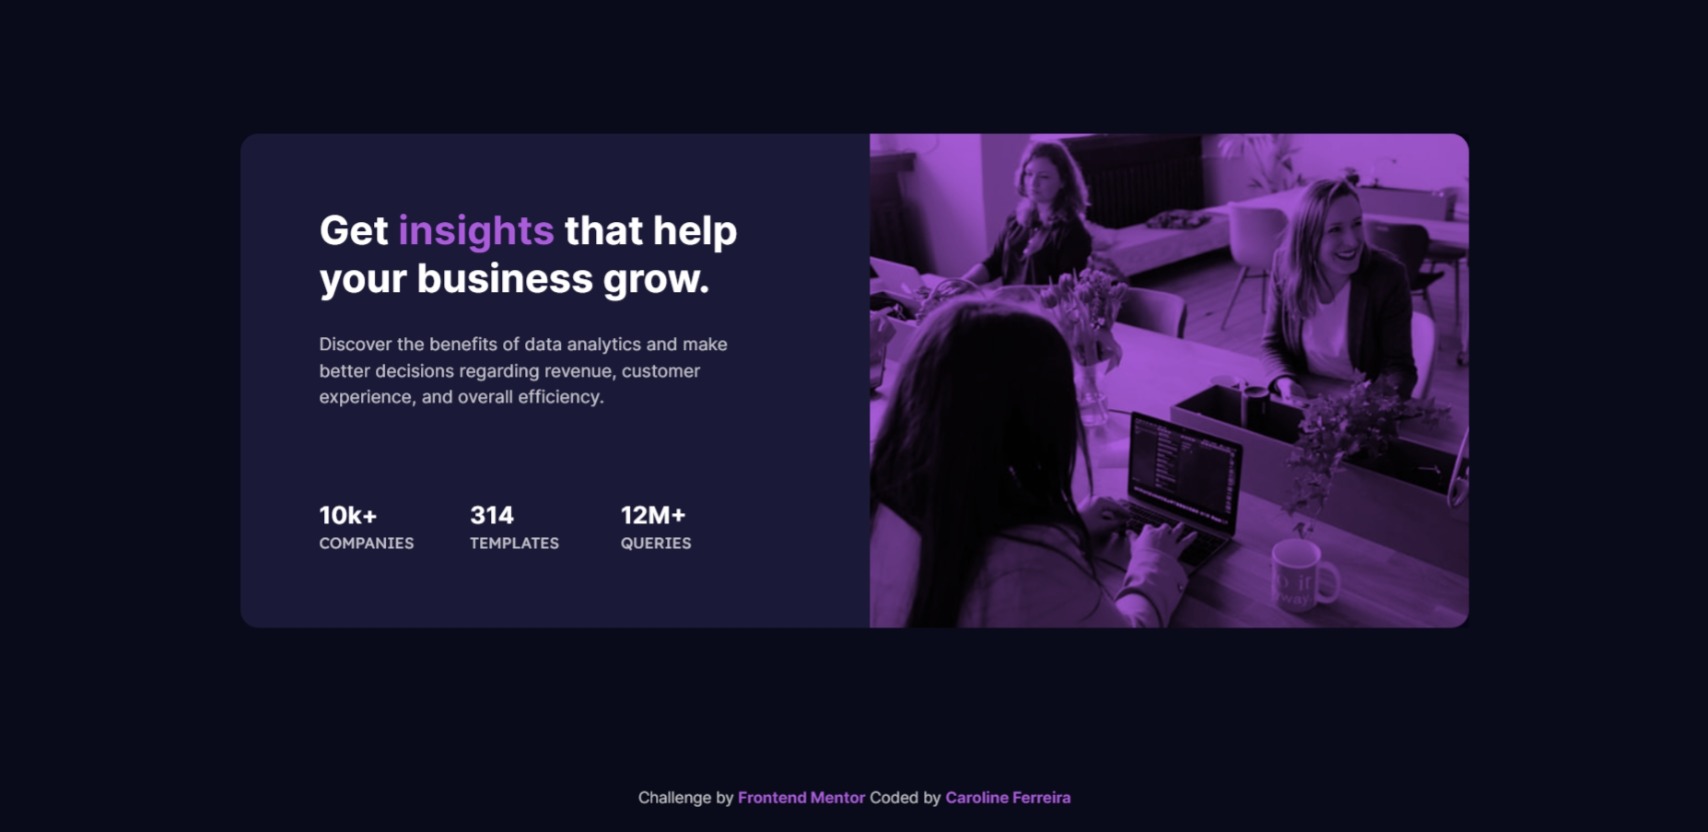 Get insights that help
your business grow.
Discover the benefits of data analytics and make
better decisions regarding revenue, customer
experience, and overall efficiency.
10k+ 314 12M+
COMPANIES TEMPLATES QUERIES
Challenge by Frontend Mentor Coded by Caroline Ferreira